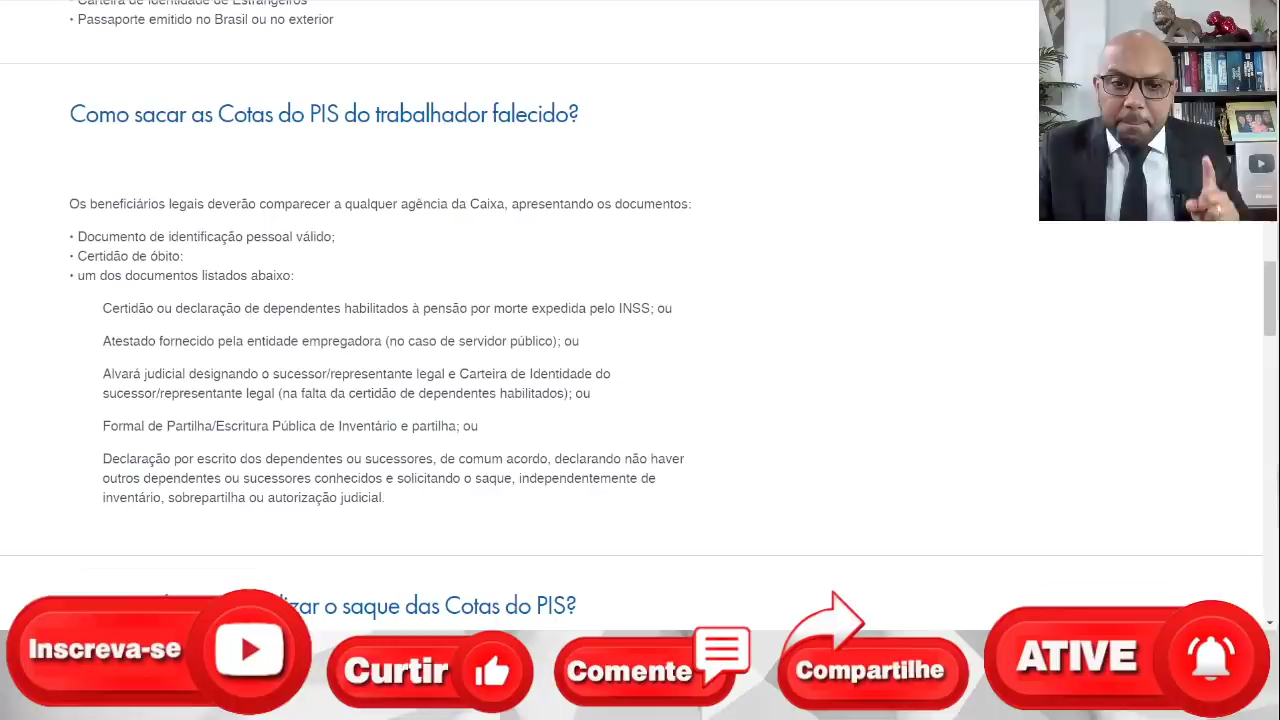 • Carteira de Identidade de Estrangeiros
• Passaporte emitido no Brasil ou no exterior
Como sacar as Cotas do PIS do trabalhador falecido?
Os beneficiários legais deverão comparecer a qualquer agência da Caixa, apresentando os documentos:
• Documento de identificação pessoal válido;
• Certidão de óbito:
• um dos documentos listados abaixo:
Certidão ou declaração de dependentes habilitados à pensão por morte expedida pelo INSS; ou
Atestado fornecido pela entidade empregadora (no caso de servidor público); ou
Alvará judicial designando o sucessor/representante legal e Carteira de Identidade do
sucessor/representante legal (na falta da certidão de dependentes habilitados); ou
Formal de Partilha/Escritura Pública de Inventário e partilha; ou
Declaração por escrito dos dependentes ou sucessores, de comum acordo, declarando não haver
outros dependentes ou sucessores conhecidos e solicitando o saque, independentemente de
inventário, sobrepartilha ou autorização judicial.
o saque das Cotas do PIS?
Inscreva-se
Curtir
Comente
Compartilhe
ATIVE